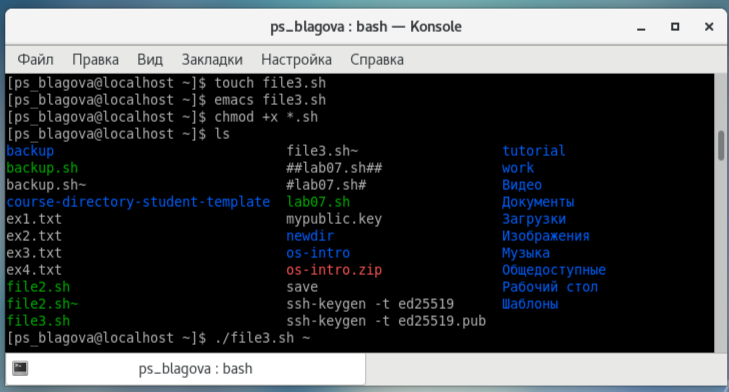 ps_blagova : bash — Konsole
Файл Правка Вид Закладки Настройка Справка
[ps_blagova@localhost ~]$ touch file3.sh
[ps_blagova@localhost ~]$ emacs file3.sh
[ps_blagova@localhost ~]$ chmod +x *.sh
[ps_blagova@localhost ~]$ ls
backup file3.sh~ tutorial
backup.sh ##lab07.sh## work
backup.sh~ #lab07.sh# Видео
course-directory-student-template lab07.sh Документы
ex1.txt mypublic.key Загрузки
ex2.txt newdir Изображения
ex3.txt os-intro Музыка
ex4.txt os-intro.zip Общедоступные
file2.sh save Рабочий стол
file2.sh~ ssh-keygen -t ed25519 Шаблоны
file3.sh ssh-keygen -t ed25519.pub
[ps_blagova@localhost ~]$ ./file3.sh ~
ps_blagova : bash